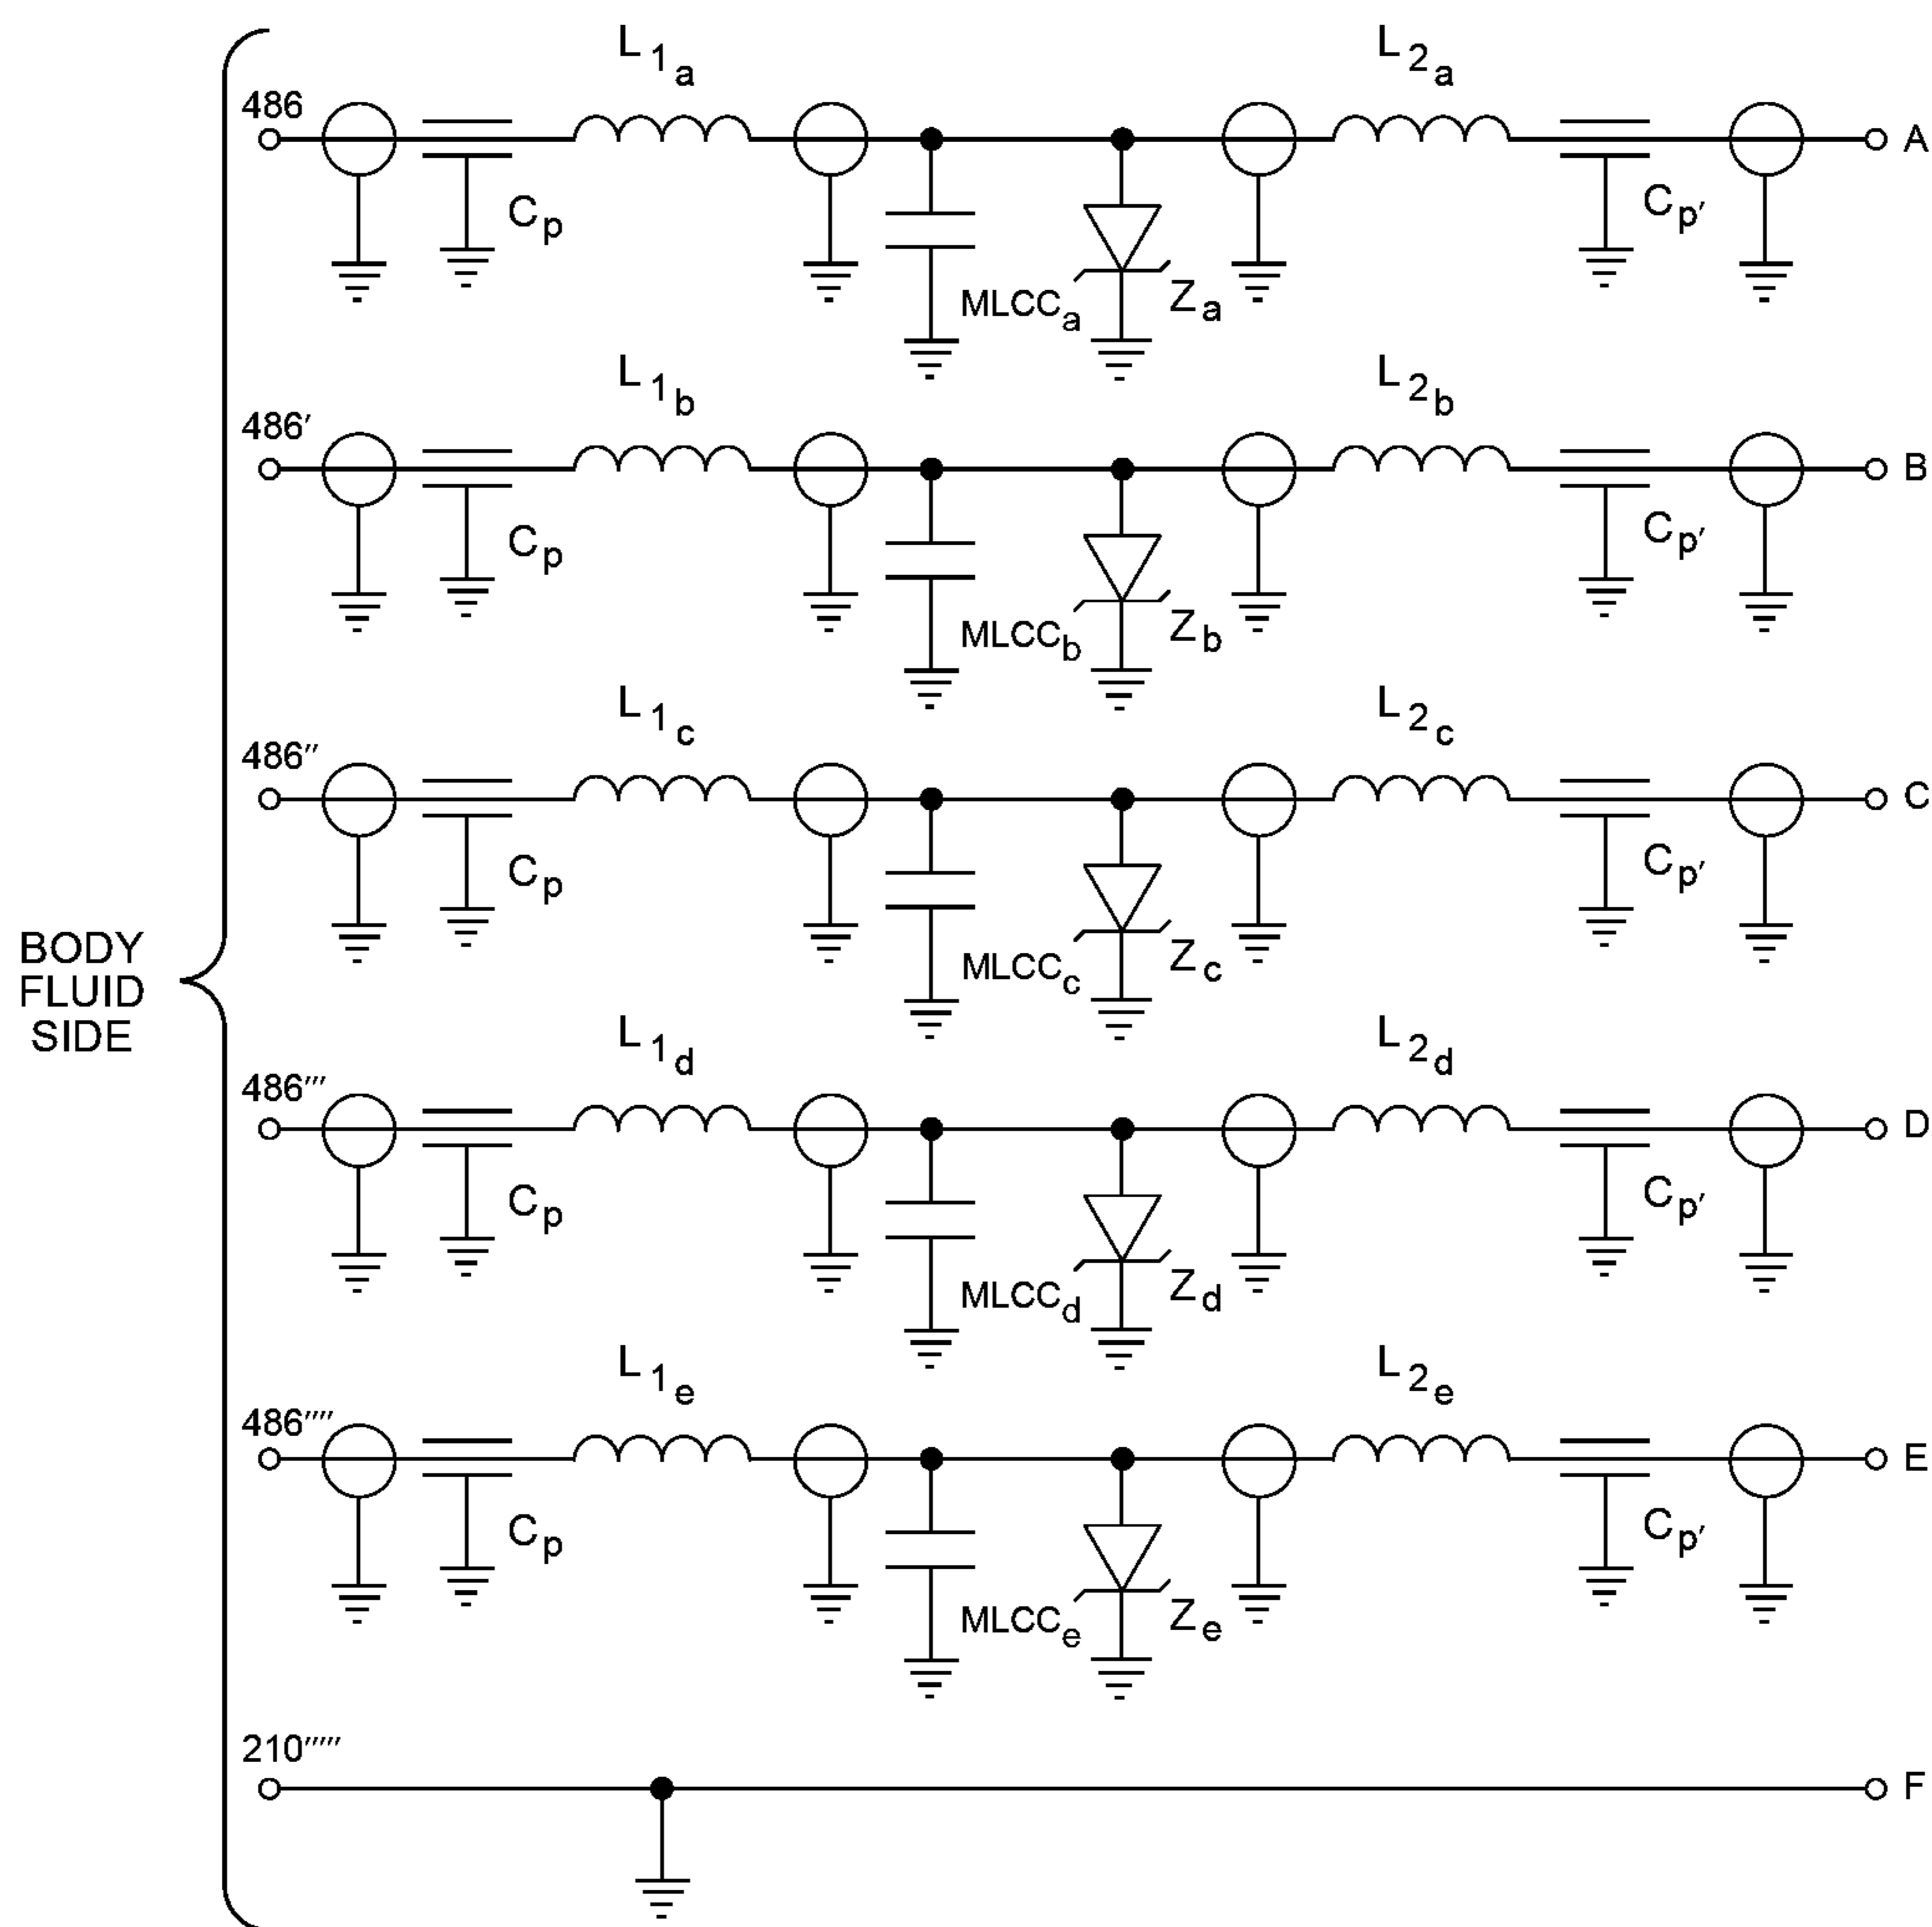 L1a L2a
486 A
Cp Cp′
MLCCa Za
L1b L2b
486′ B
Cp Cp′
MLCCb Zb
L1c L2c
486″ C
Cp Cp′
MLCCc Zc
BODY
FLUID
SIDE
L1d L2d
486‴ D
Cp Cp′
MLCCd Zd
L1e L2e
486′′′′ E
Cp Cp′
MLCCe Ze
210′′′′′ F